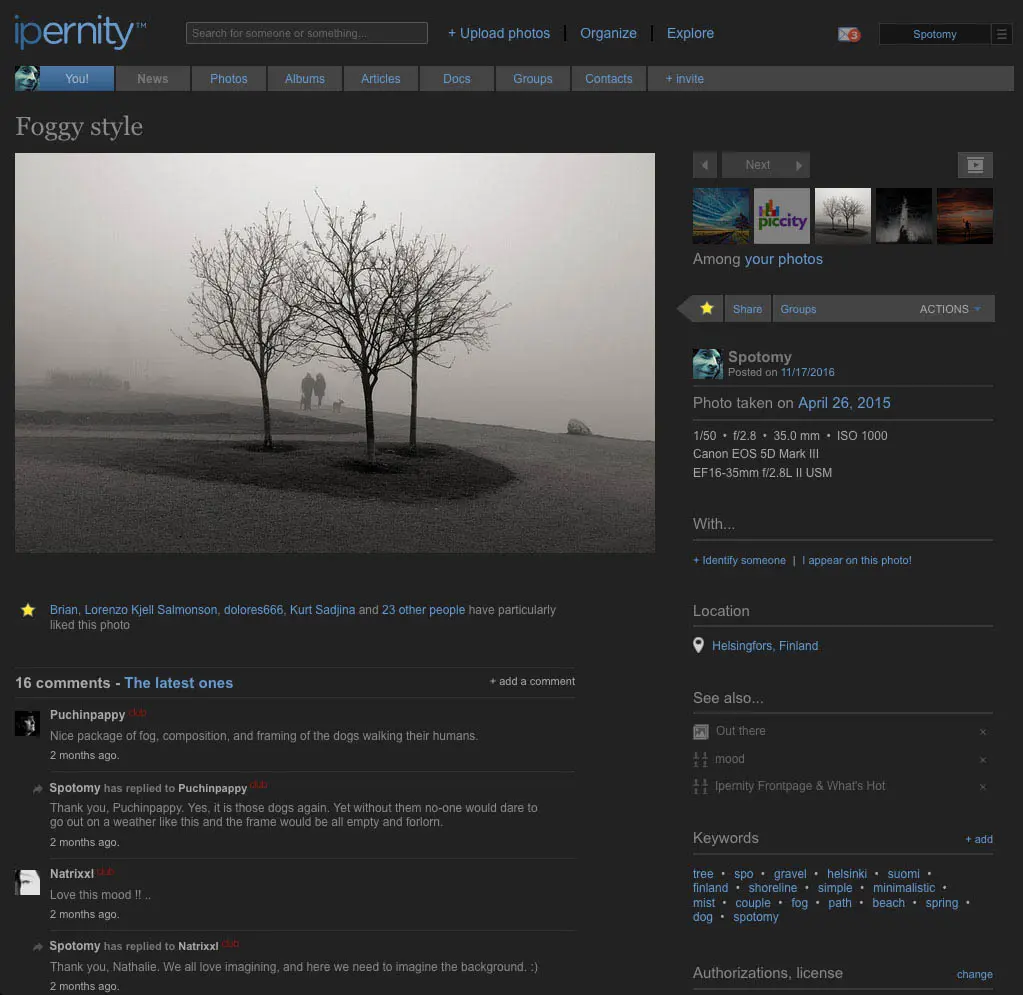 ipernity™
Search for someone or something...
+ Upload photos
Organize
Explore
3
Spotomy
You!
News
Photos
Albums
Articles
Docs
Groups
Contacts
+ invite
Foggy style
Next
piccity
Among your photos
Share
Groups
ACTIONS
Spotomy
Posted on 11/17/2016
Photo taken on April 26, 2015
1/50 • f/2.8 • 35.0 mm • ISO 1000
Canon EOS 5D Mark III
EF16-35mm f/2.8L II USM
With...
+ Identify someone | I appear on this photo!
Location
Helsingfors, Finland
See also...
Out there ×
mood ×
Ipernity Frontpage & What's Hot ×
Keywords
+ add
tree • spo • gravel • helsinki • suomi •
finland • shoreline • simple • minimalistic •
mist • couple • fog • path • beach • spring •
dog • spotomy
Authorizations, license
change
Brian, Lorenzo Kjell Salmonson, dolores666, Kurt Sadjina and 23 other people have particularly
liked this photo
16 comments - The latest ones
+ add a comment
Puchinpappy club
Nice package of fog, composition, and framing of the dogs walking their humans.
2 months ago.
Spotomy has replied to Puchinpappy club
Thank you, Puchinpappy. Yes, it is those dogs again. Yet without them no-one would dare to
go out on a weather like this and the frame would be all empty and forlorn.
2 months ago.
Natrixxl club
Love this mood !! ..
2 months ago.
Spotomy has replied to Natrixxl club
Thank you, Nathalie. We all love imagining, and here we need to imagine the background. :)
2 months ago.